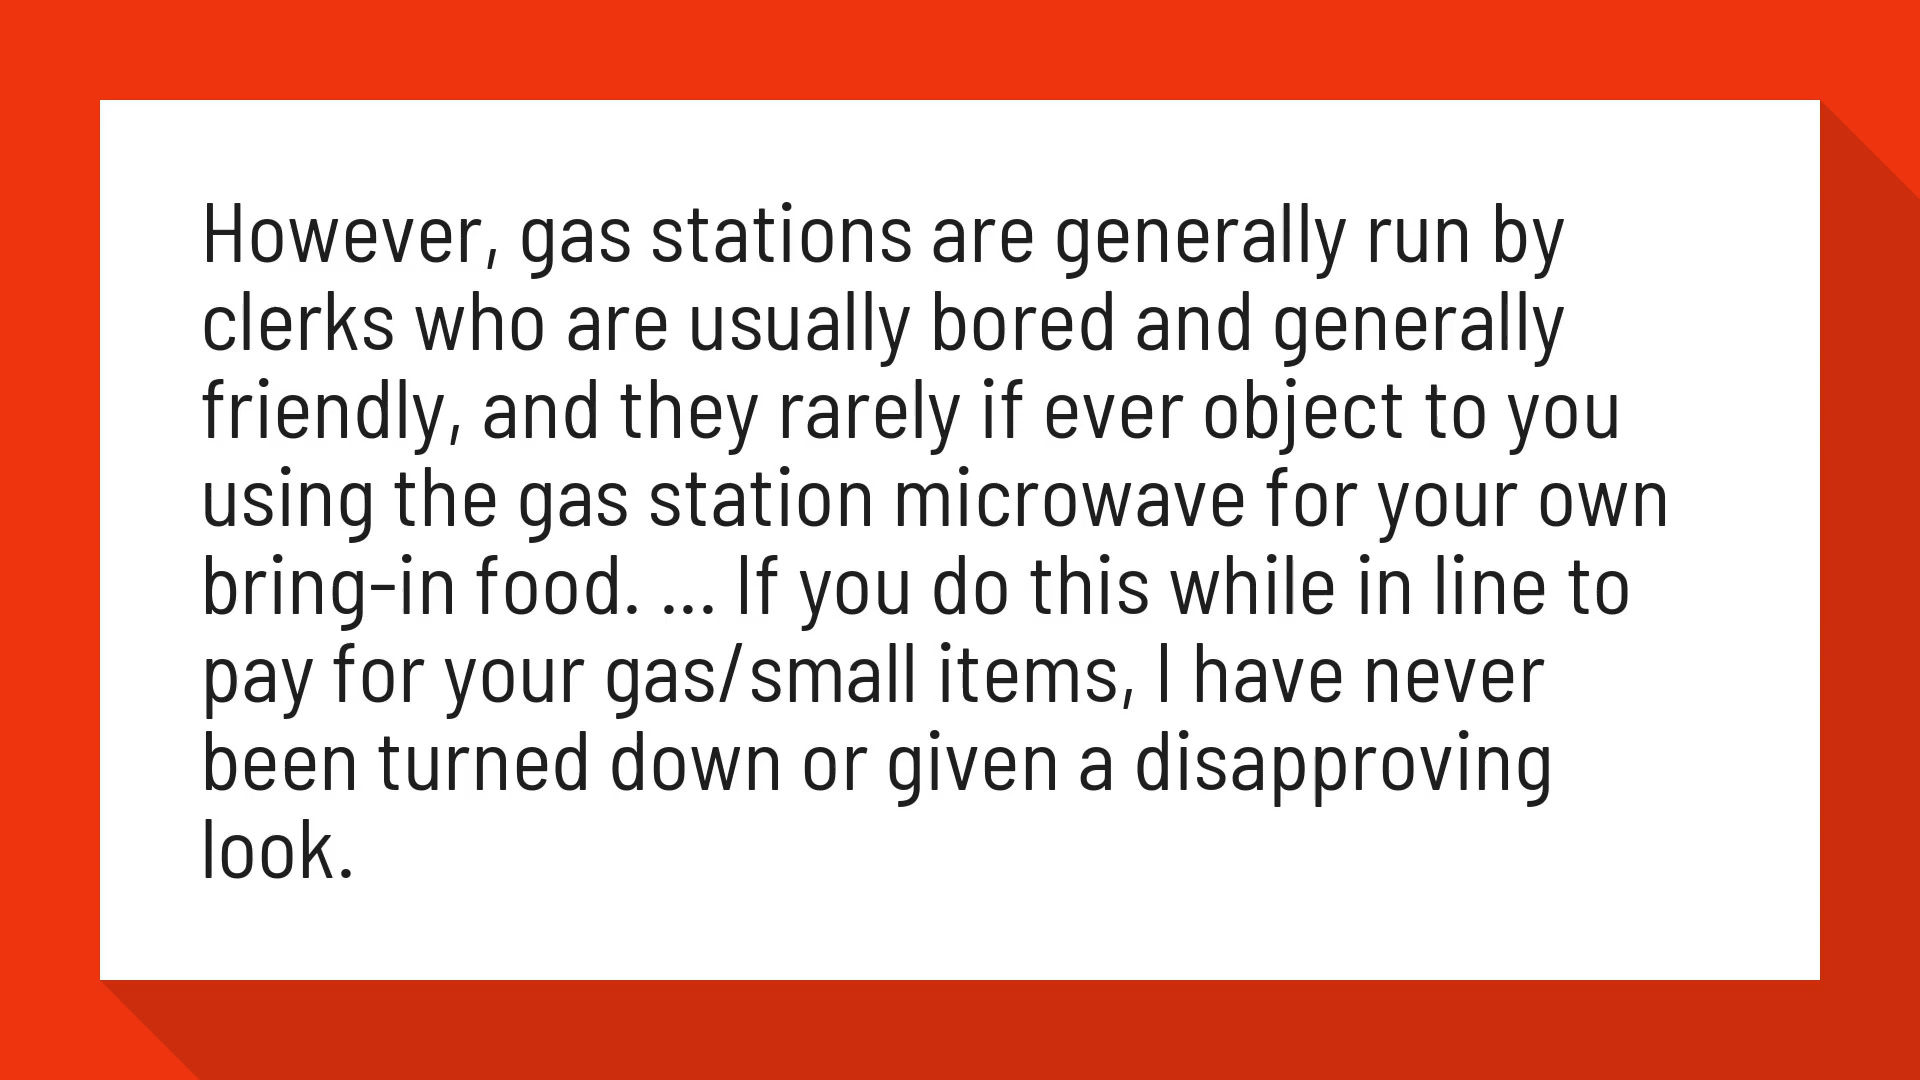 However, gas stations are generally run by
clerks who are usually bored and generally
friendly, and they rarely if ever object to you
using the gas station microwave for your own
bring-in food. ... If you do this while in line to
pay for your gas/small items, I have never
been turned down or given a disapproving
look.